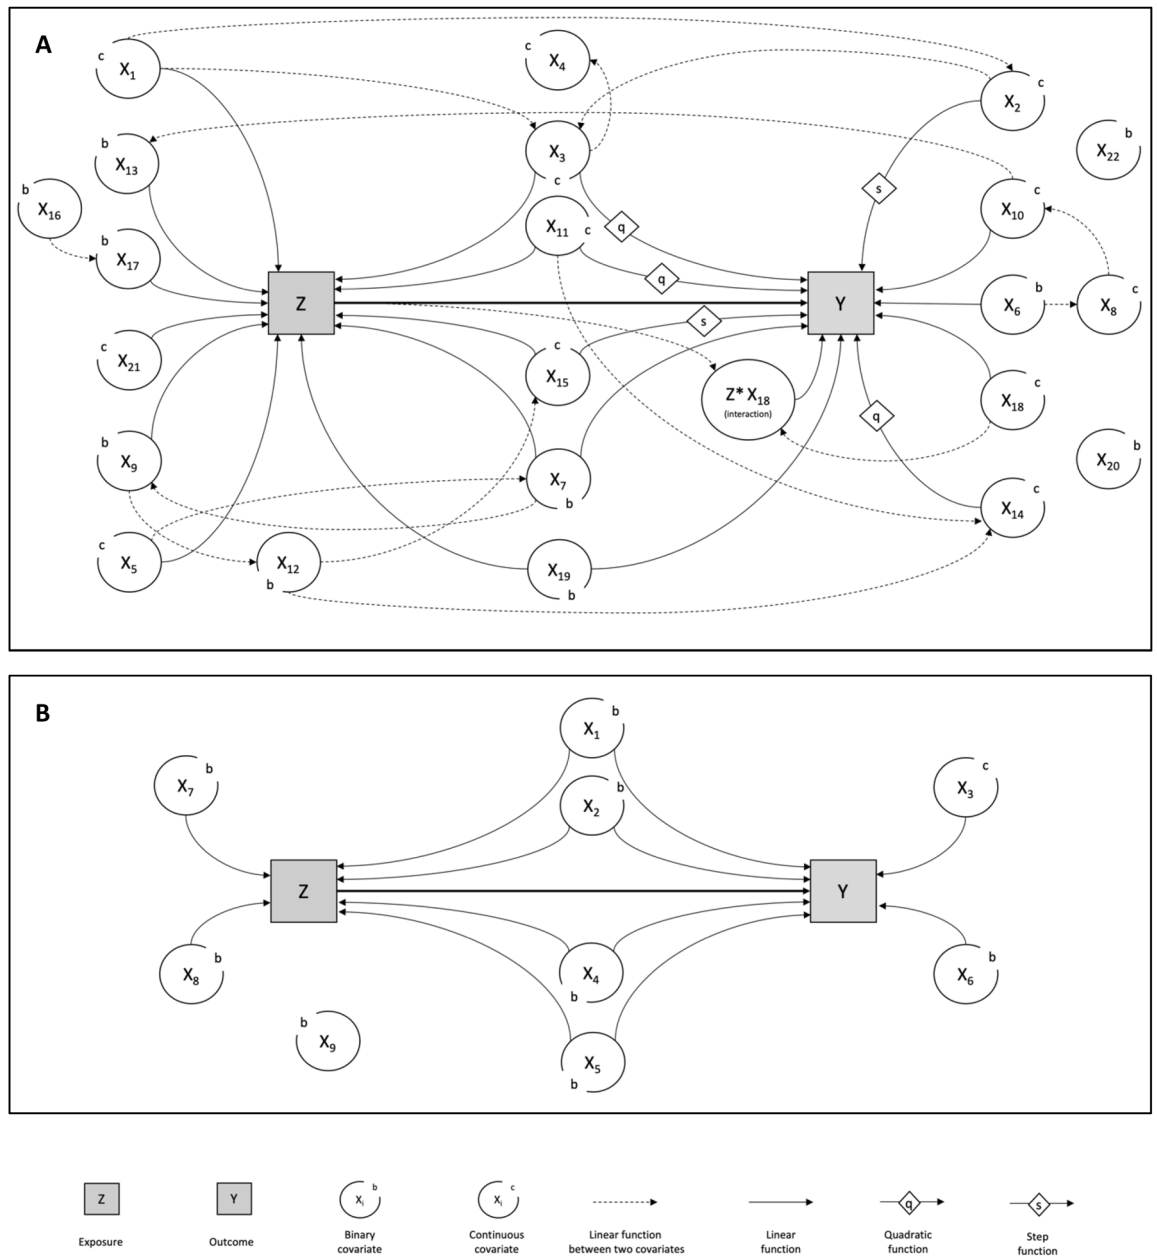 A
c
X1
c
X4
X2
c
b
X13
X3
c
X22
b
b
X16
s
X10
c
X11
c
q
b
X17
q
Z
Y
X6
b
X8
c
s
c
X21
c
X15
Z* X18
(interaction)
X18
c
q
b
X9
X20
b
X7
b
X14
c
c
X5
X12
b
X19
b
B
X1
b
X7
b
X3
c
X2
b
Z
Y
X8
b
X4
b
X6
b
b
X9
X5
b
Z
Y
Xi
b
Xi
c
q
s
Exposure
Outcome
Binary
covariate
Continuous
covariate
Linear function
between two covariates
Linear
function
Quadratic
function
Step
function